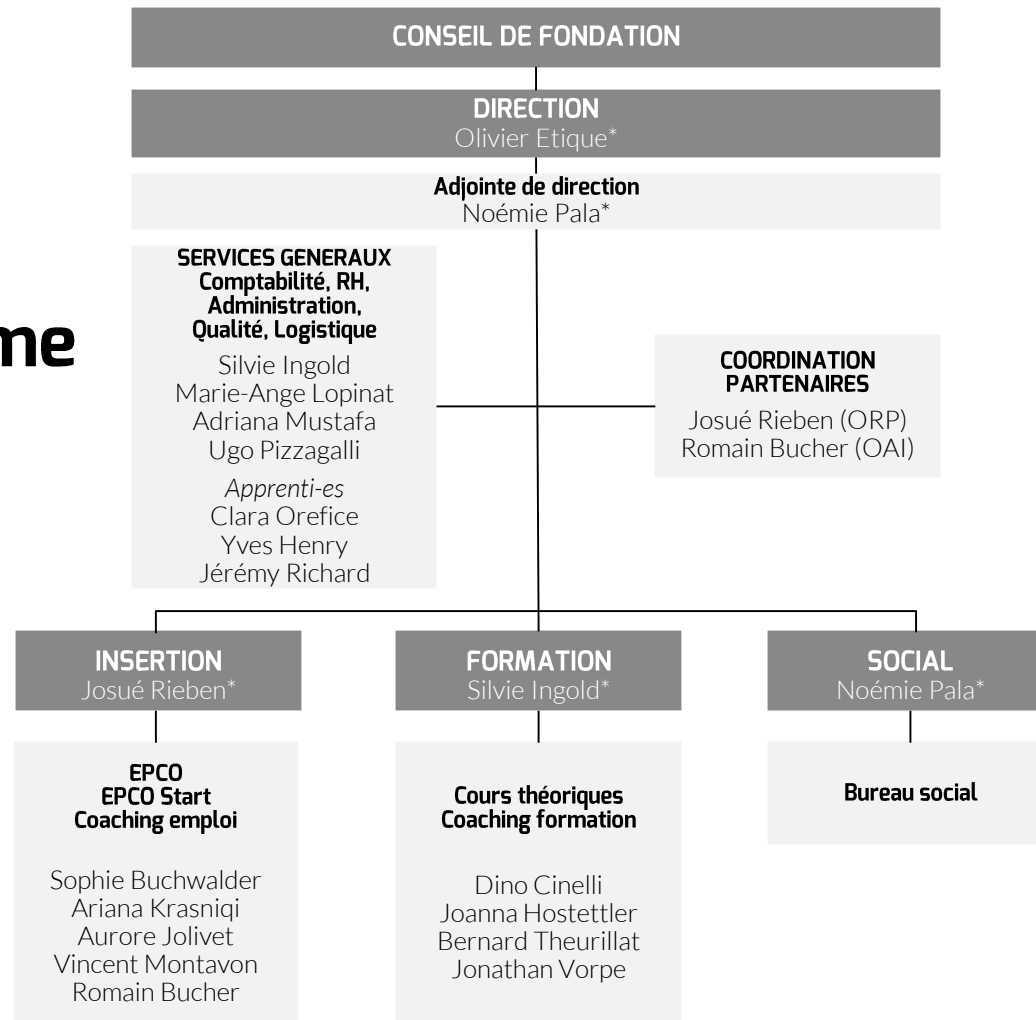 CONSEIL DE FONDATION
DIRECTION
Olivier Etique*
Adjointe de direction
Noémie Pala*
SERVICES GENERAUX
Comptabilité, RH,
Administration,
Qualité, Logistique
Silvie Ingold
Marie-Ange Lopinat
Adriana Mustafa
Ugo Pizzagalli
Apprenti-es
Clara Orefice
Yves Henry
Jérémy Richard
me
COORDINATION
PARTENAIRES
Josué Rieben (ORP)
Romain Bucher (OAI)
INSERTION
Josué Rieben*
EPCO
EPCO Start
Coaching emploi
Sophie Buchwalder
Ariana Krasniqi
Aurore Jolivet
Vincent Montavon
Romain Bucher
FORMATION
Silvie Ingold*
Cours théoriques
Coaching formation
Dino Cinelli
Joanna Hostettler
Bernard Theurillat
Jonathan Vorpe
SOCIAL
Noémie Pala*
Bureau social